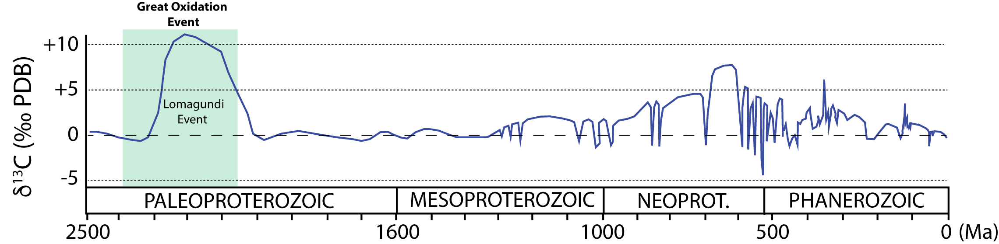 Great Oxidation
Event
+10
+5
0
-5
δ¹³C (‰ PDB)
Lomagundi
Event
PALEOPROTEROZOIC MESOPROTEROZOIC NEOPROT. PHANEROZOIC
2500 1600 1000 500 0 (Ma)